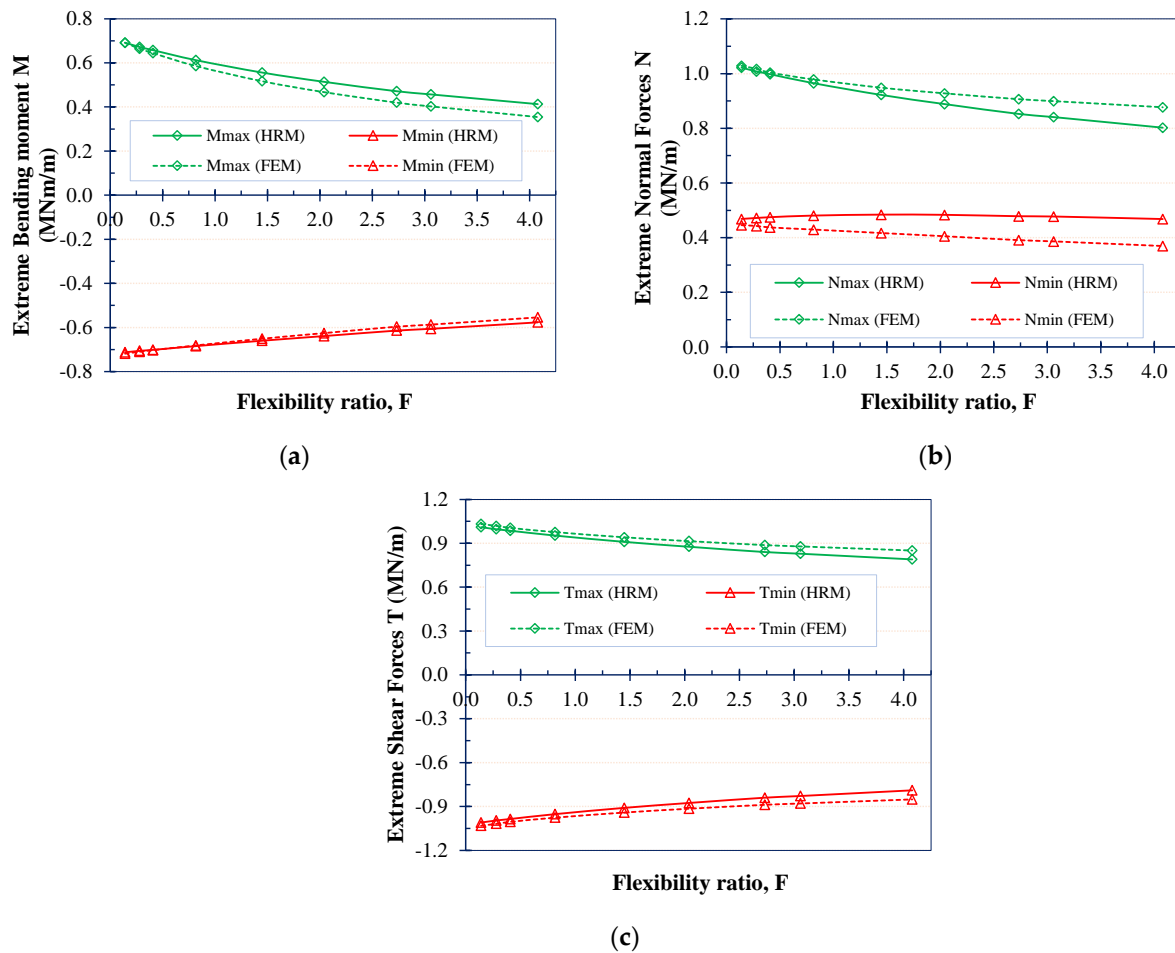 Extreme Bending moment M
(MNm/m)
0.8
0.6
0.4
0.2
0.0
-0.2
-0.4
-0.6
-0.8
0.0 0.5 1.0 1.5 2.0 2.5 3.0 3.5 4.0
Mmax (HRM) Mmin (HRM)
Mmax (FEM) Mmin (FEM)
Flexibility ratio, F
(a)
Extreme Normal Forces N
(MN/m)
1.2
1.0
0.8
0.6
0.4
0.2
0.0
Nmax (HRM) Nmin (HRM)
Nmax (FEM) Nmin (FEM)
0.0 0.5 1.0 1.5 2.0 2.5 3.0 3.5 4.0
Flexibility ratio, F
(b)
Extreme Shear Forces T (MN/m)
1.2
0.9
0.6
0.3
0.0
-0.3
-0.6
-0.9
-1.2
Tmax (HRM) Tmin (HRM)
Tmax (FEM) Tmin (FEM)
0.0 0.5 1.0 1.5 2.0 2.5 3.0 3.5 4.0
Flexibility ratio, F
(c)